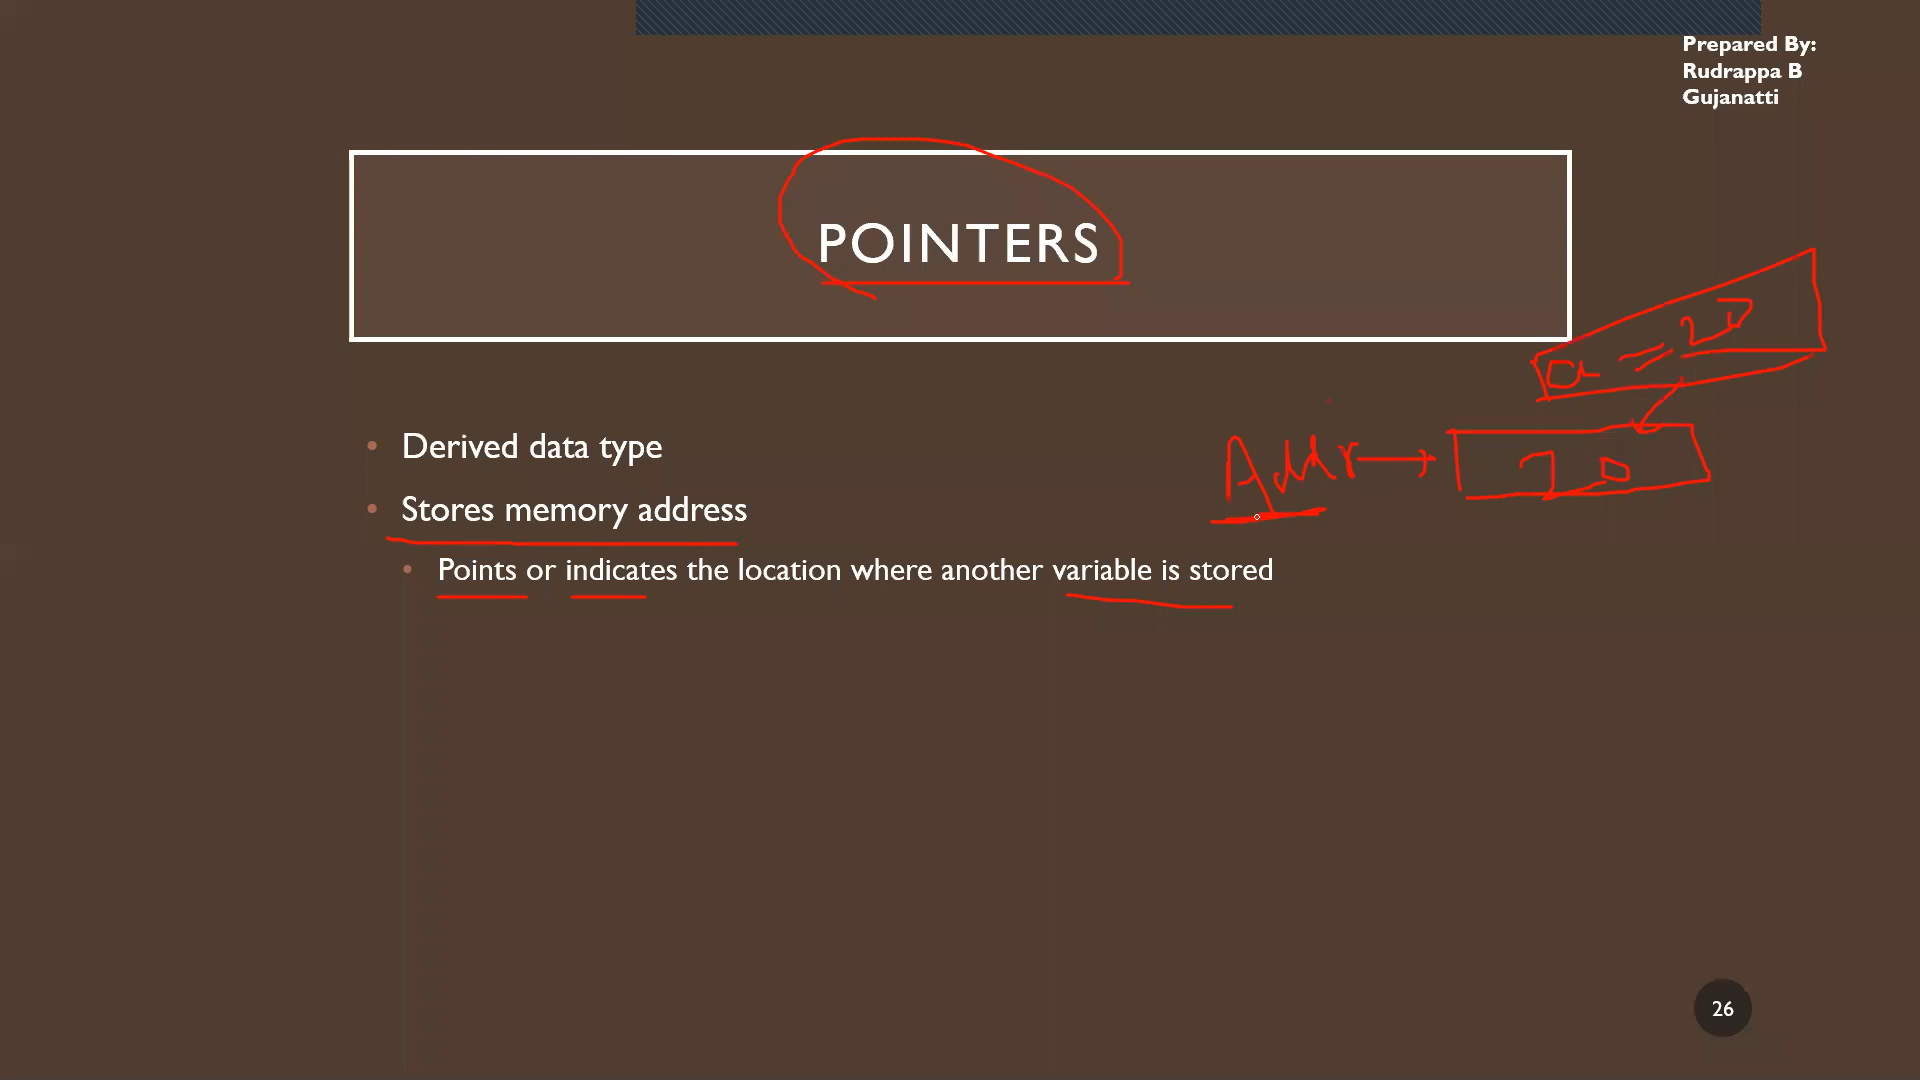 Prepared By:
Rudrappa B
Gujanatti
POINTERS
a = 20
Addr
20
• Derived data type
• Stores memory address
• Points or indicates the location where another variable is stored
26